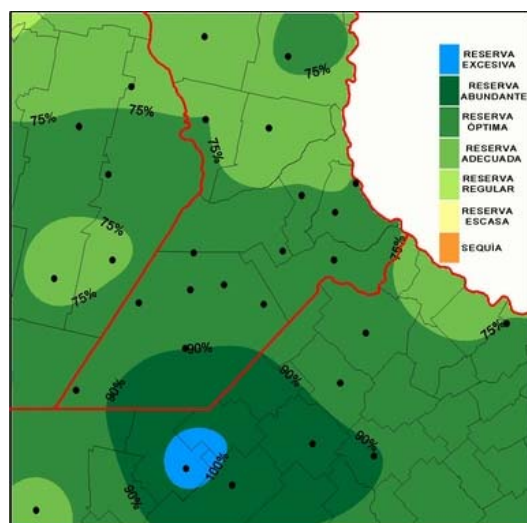 75%
RESERVA
EXCESIVA
RESERVA
ABUNDANTE
RESERVA
ÓPTIMA
RESERVA
ADECUADA
RESERVA
REGULAR
RESERVA
ESCASA
SEQUÍA
75%
75%
75%
75%
75%
75%
75%
90%
90%
90%
90%
100%
90%